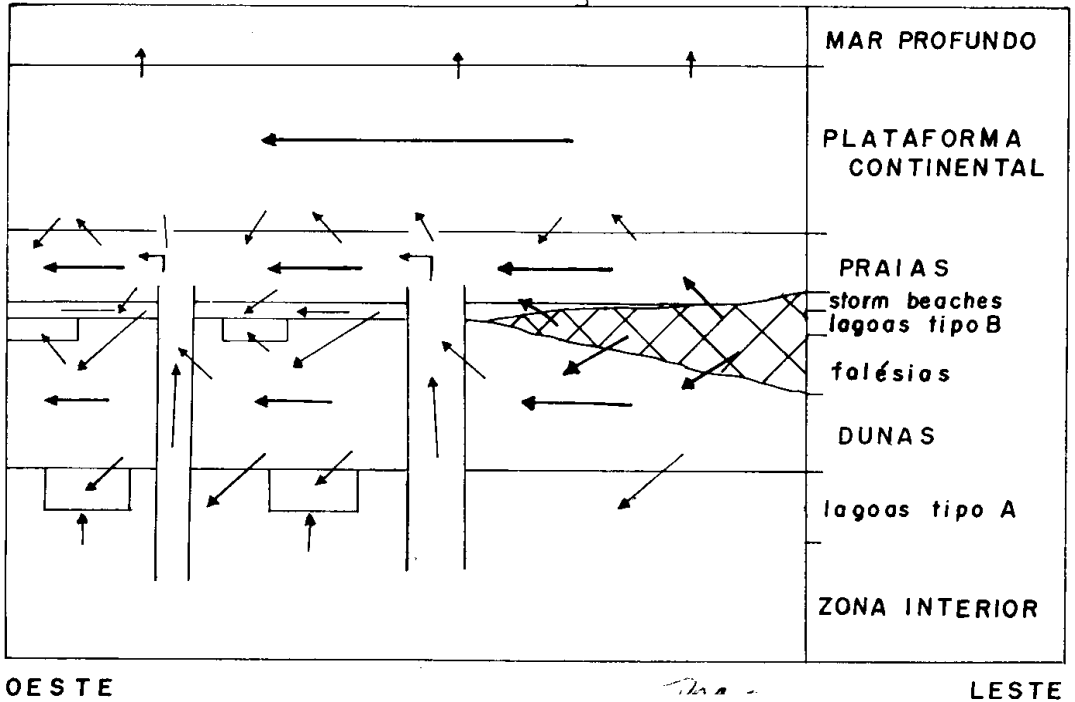 MAR PROFUNDO
PLATAFORMA
CONTINENTAL
PRAIAS
storm beaches
lagoas tipo B
falésias
DUNAS
lagoas tipo A
ZONA INTERIOR
OESTE
LESTE